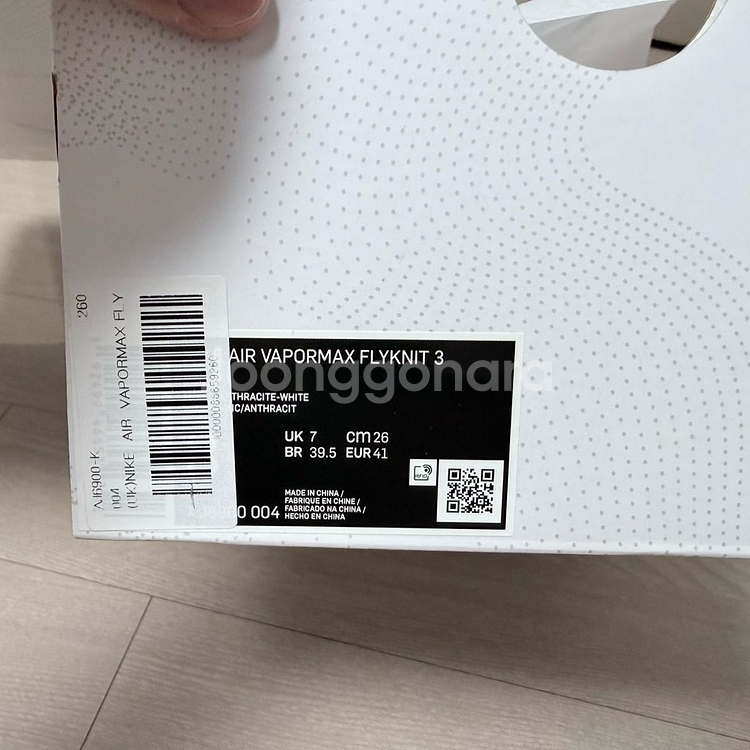 260
AJ6900-K
004
(UK)NIKE AIR VAPORMAX FLY
AIR VAPORMAX FLYKNIT 3
THRACITE-WHITE
IC/ANTHRACIT
UK 7 cm 26
BR 39.5 EUR 41
RFID
MADE IN CHINA /
FABRIQUE EN CHINE /
FABRICADO NA CHINA /
HECHO EN CHINA
004
joonggonara